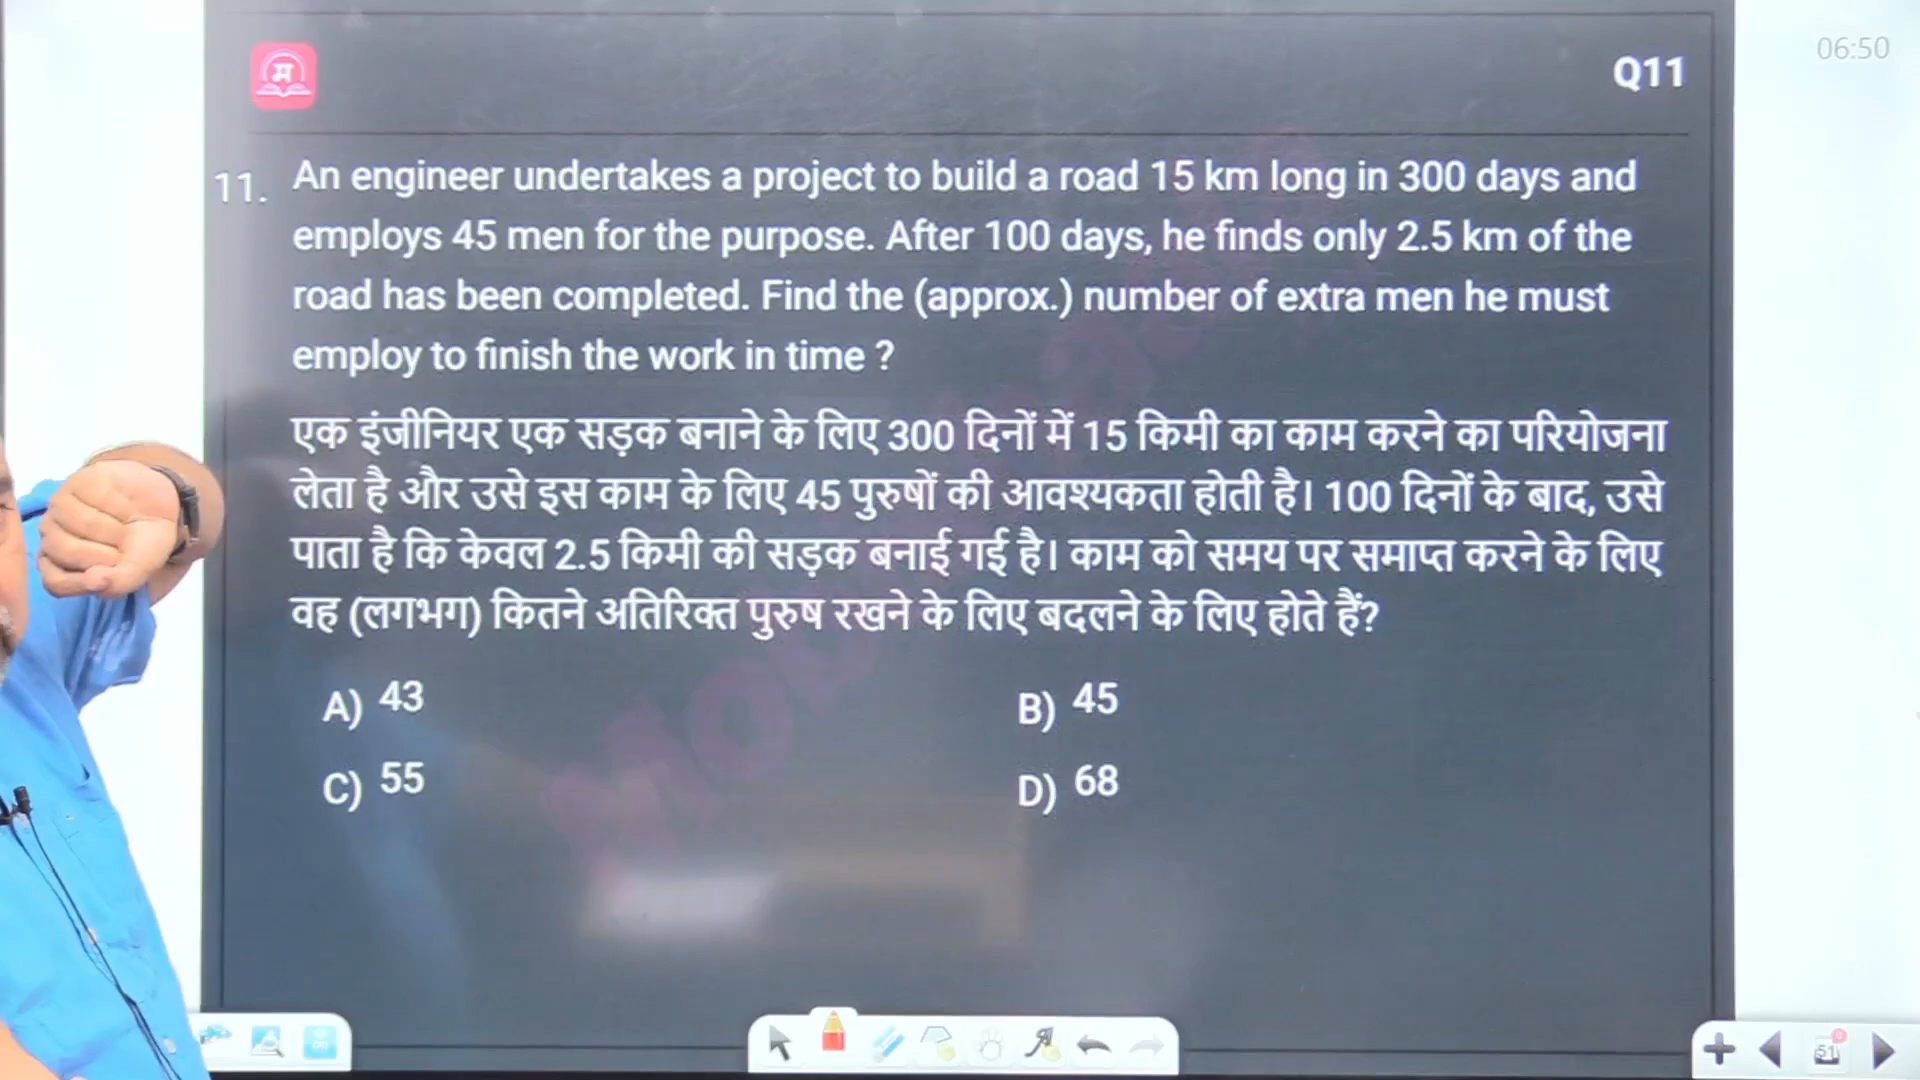 म
Q11
06:50
11. An engineer undertakes a project to build a road 15 km long in 300 days and
employs 45 men for the purpose. After 100 days, he finds only 2.5 km of the
road has been completed. Find the (approx.) number of extra men he must
employ to finish the work in time ?
एक इंजीनियर एक सड़क बनाने के लिए 300 दिनों में 15 किमी का काम करने का परियोजना
लेता है और उसे इस काम के लिए 45 पुरुषों की आवश्यकता होती है। 100 दिनों के बाद, उसे
पाता है कि केवल 2.5 किमी की सड़क बनाई गई है। काम को समय पर समाप्त करने के लिए
वह (लगभग) कितने अतिरिक्त पुरुष रखने के लिए बदलने के लिए होते हैं?
A) 43
B) 45
C) 55
D) 68
51